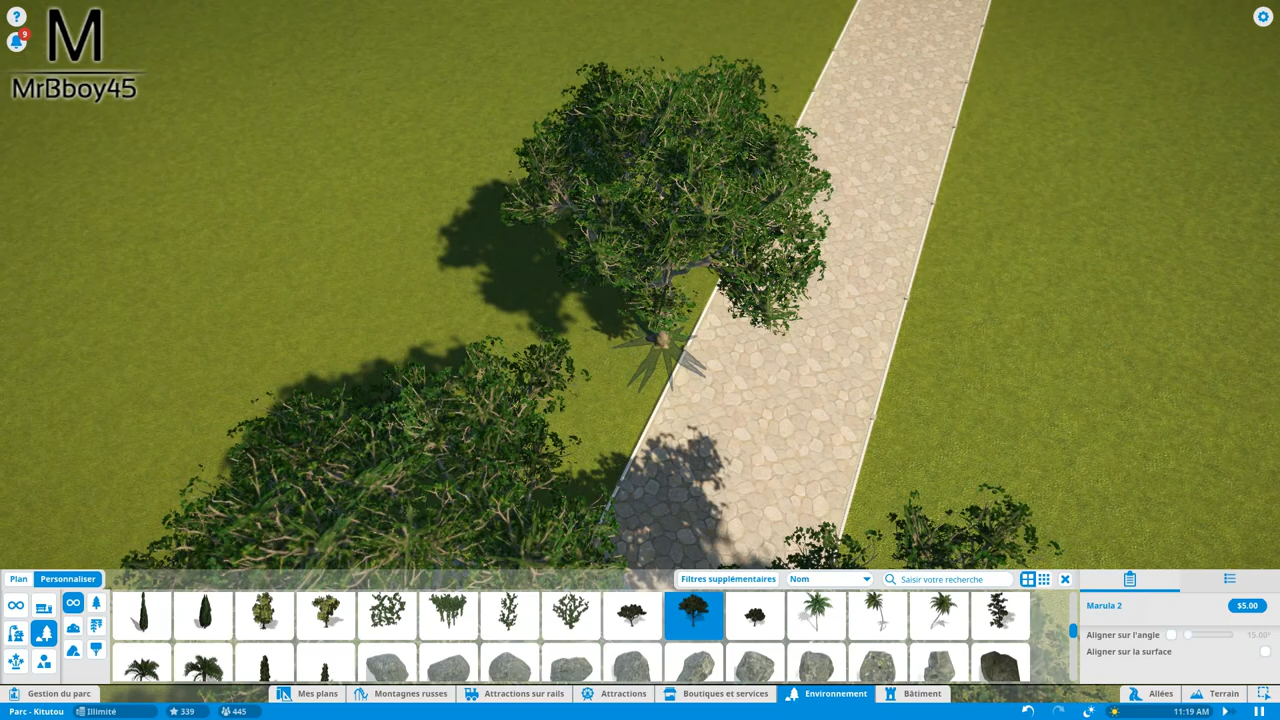 ?
9
M
MrBboy45
Plan
Personnaliser
Filtres supplémentaires
Nom
Saisir votre recherche
Marula 2
$5.00
Aligner sur l'angle
15.00°
Aligner sur la surface
Gestion du parc
Mes plans
Montagnes russes
Attractions sur rails
Attractions
Boutiques et services
Environnement
Bâtiment
Allées
Terrain
Parc - Kitutou
Illimité
339
445
11:19 AM